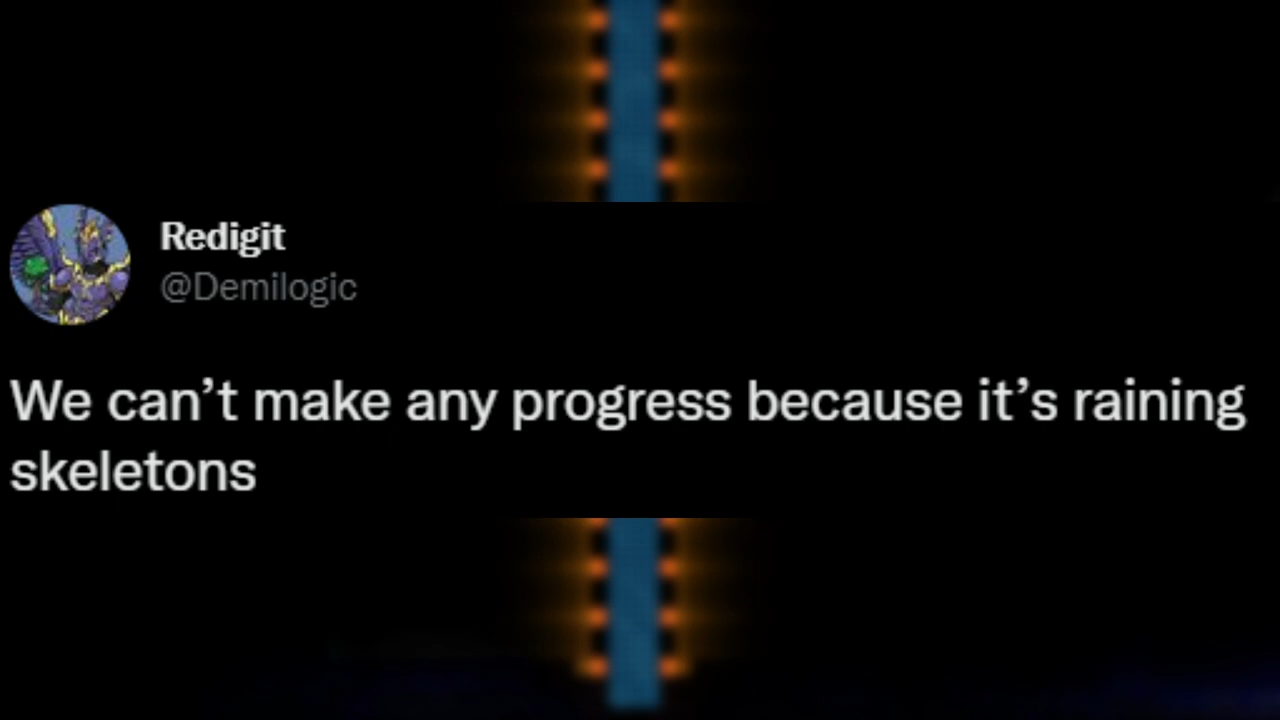 Redigit
@Demilogic
We can’t make any progress because it’s raining
skeletons